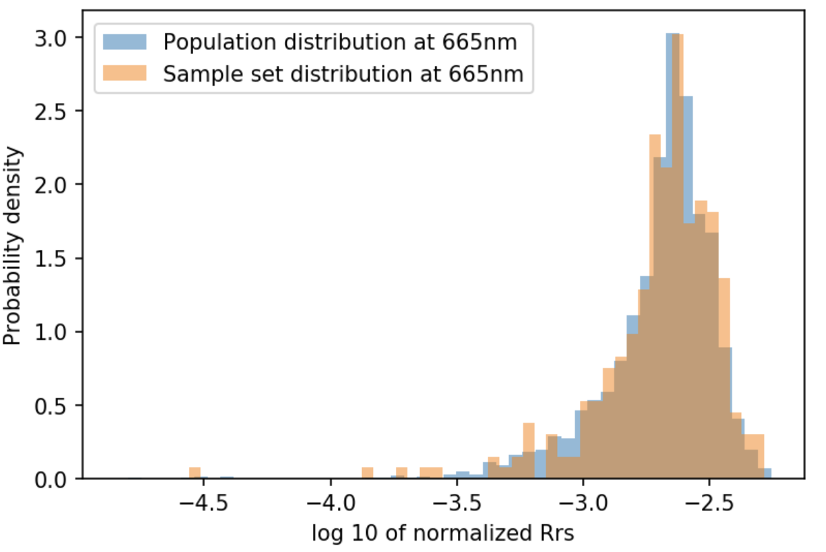 Population distribution at 665nm
Sample set distribution at 665nm
Probability density
3.0
2.5
2.0
1.5
1.0
0.5
0.0
−4.5 −4.0 −3.5 −3.0 −2.5
log 10 of normalized Rrs